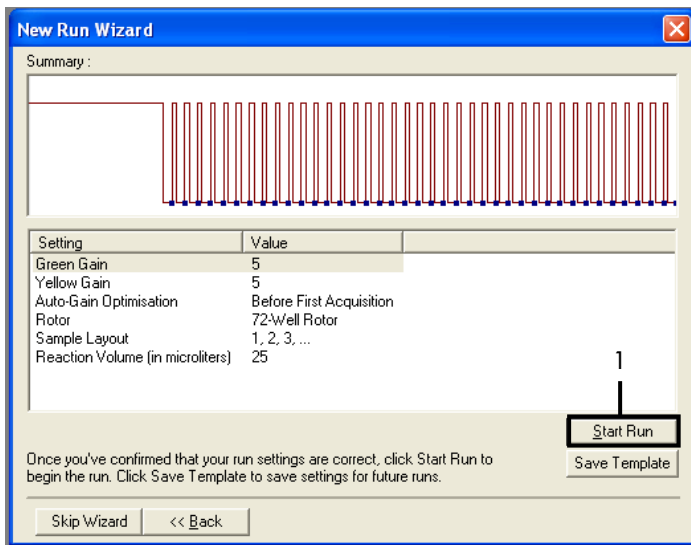 New Run Wizard
Summary :
Setting Value
Green Gain 5
Yellow Gain 5
Auto-Gain Optimisation Before First Acquisition
Rotor 72-Well Rotor
Sample Layout 1, 2, 3, ...
Reaction Volume (in microliters) 25
1
Start Run
Once you've confirmed that your run settings are correct, click Start Run to
begin the run. Click Save Template to save settings for future runs.
Save Template
Skip Wizard
<< Back